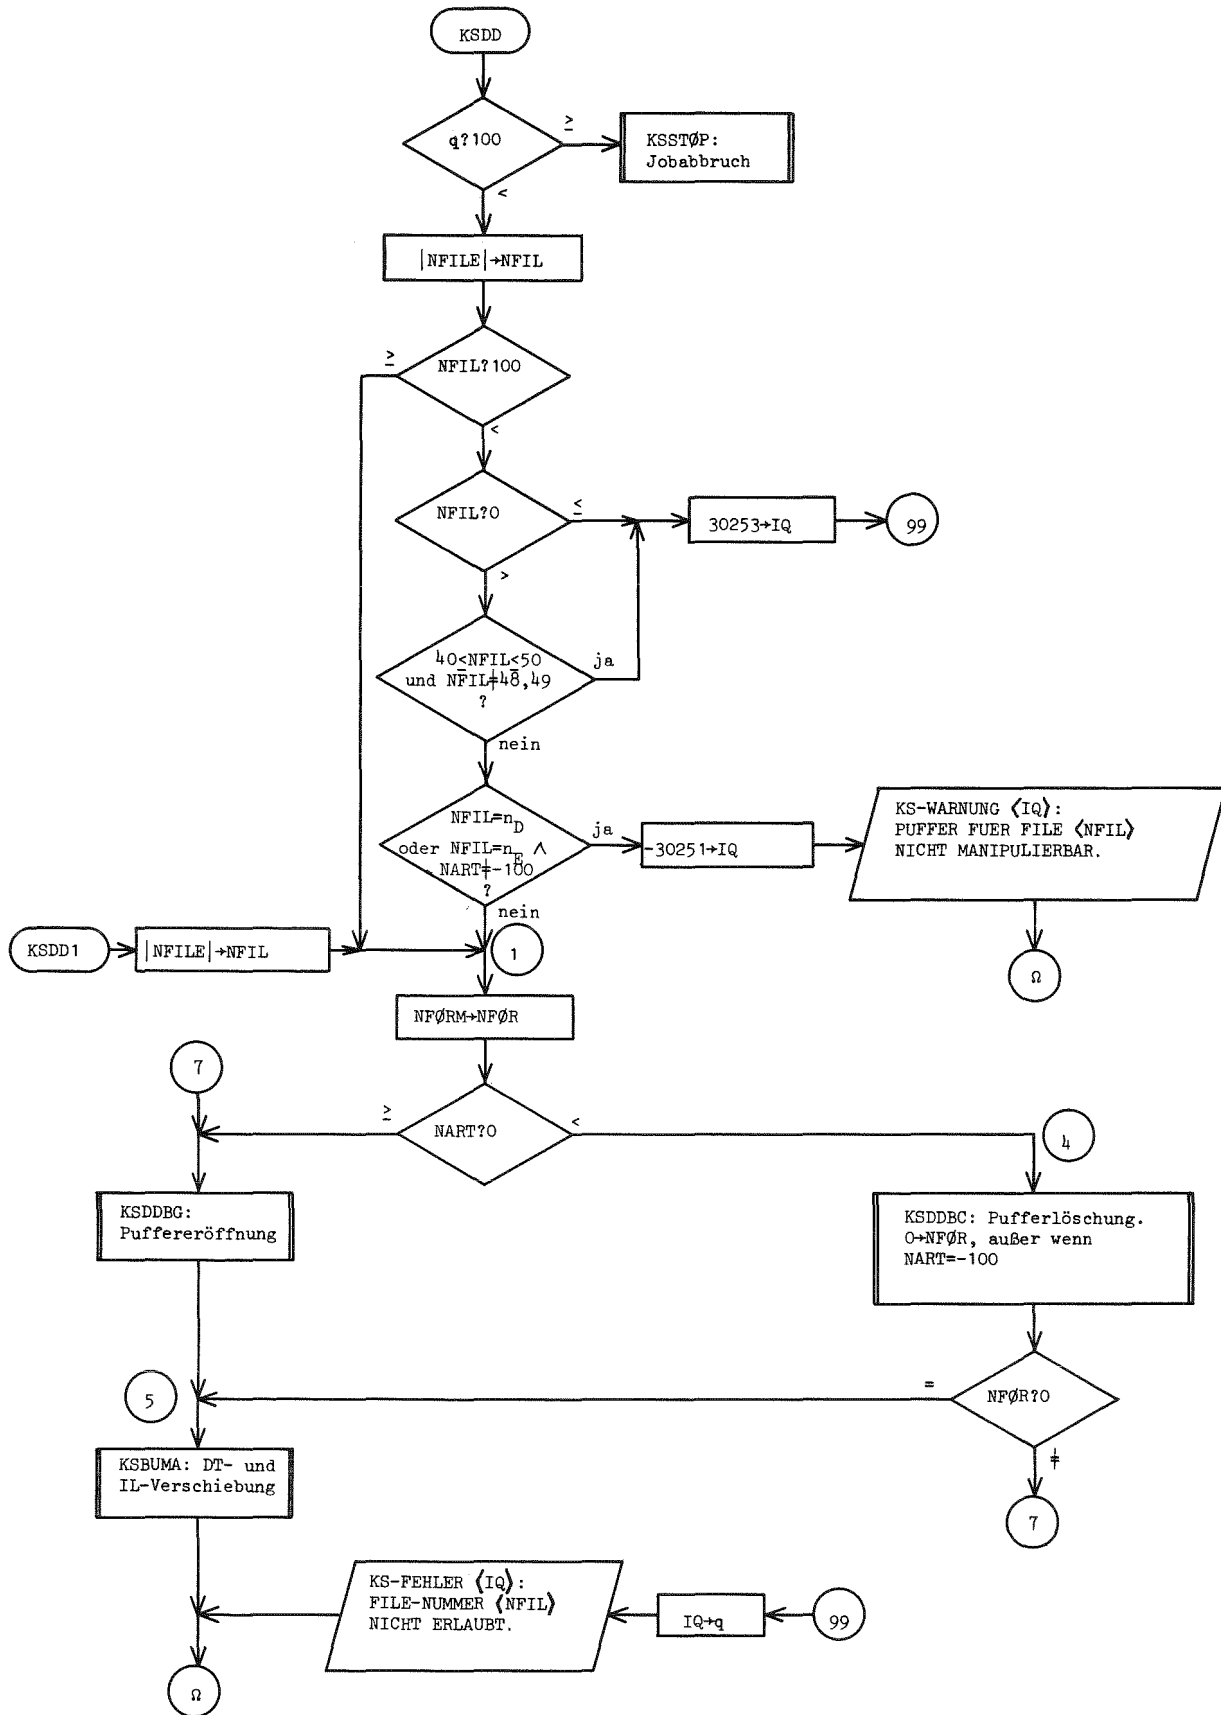 KSDD
q?100
≥
KSSTØP:
Jobabbruch
<
|NFILE|→NFIL
≥
NFIL?100
<
NFIL?0
≤
30253→IQ
99
>
40≤NFIL≤50
und NFIL≠48,49
?
ja
nein
NFIL=n_D
oder NFIL=n_E ∧
NART≠-100
?
ja
-30251→IQ
KS-WARNUNG ⟨IQ⟩:
PUFFER FUER FILE ⟨NFIL⟩
NICHT MANIPULIERBAR.
nein
KSDD1
|NFILE|→NFIL
1
Ω
NFØRM→NFØR
7
≥
NART?0
<
4
KSDDBG:
Puffereröffnung
KSDDBC: Pufferlöschung.
0→NFØR, außer wenn
NART=-100
5
=
NFØR?0
≠
KSBUMA: DT- und
IL-Verschiebung
7
KS-FEHLER ⟨IQ⟩:
FILE-NUMMER ⟨NFIL⟩
NICHT ERLAUBT.
IQ→q
99
Ω